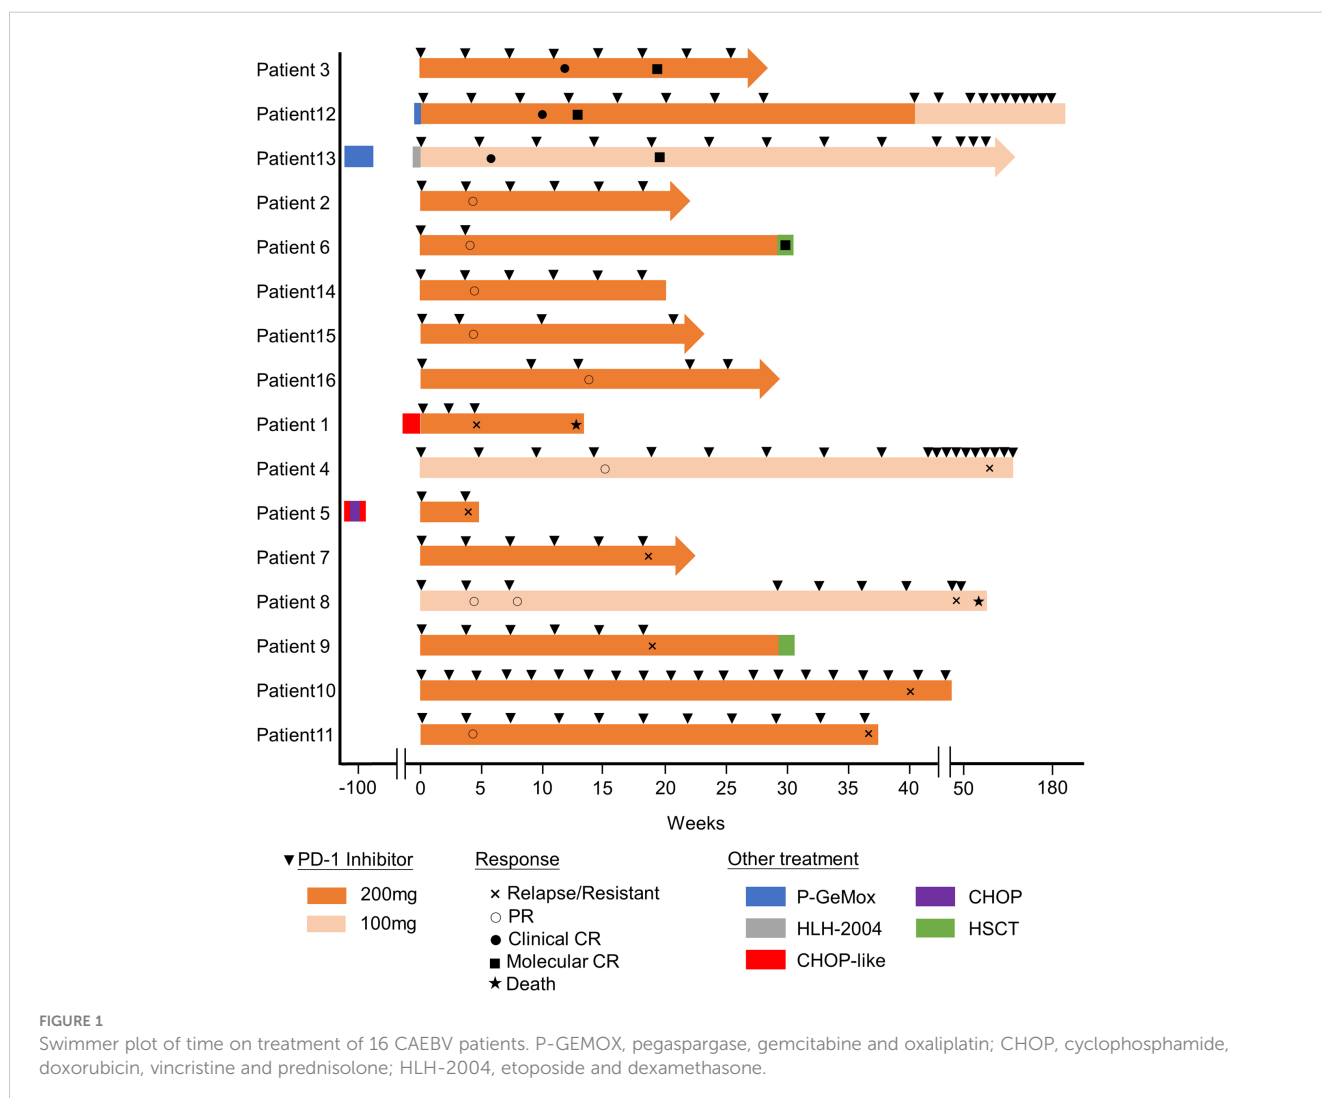 Patient 3
Patient12
Patient13
Patient 2
Patient 6
Patient14
Patient15
Patient16
Patient 1
Patient 4
Patient 5
Patient 7
Patient 8
Patient 9
Patient10
Patient11
-100 0 5 10 15 20 25 30 35 40 50 180
Weeks
PD-1 Inhibitor
200mg
100mg
Response
Relapse/Resistant
PR
Clinical CR
Molecular CR
Death
Other treatment
P-GeMox
HLH-2004
CHOP-like
CHOP
HSCT
FIGURE 1
Swimmer plot of time on treatment of 16 CAEBV patients. P-GEMOX, pegaspargase, gemcitabine and oxaliplatin; CHOP, cyclophosphamide,
doxorubicin, vincristine and prednisolone; HLH-2004, etoposide and dexamethasone.